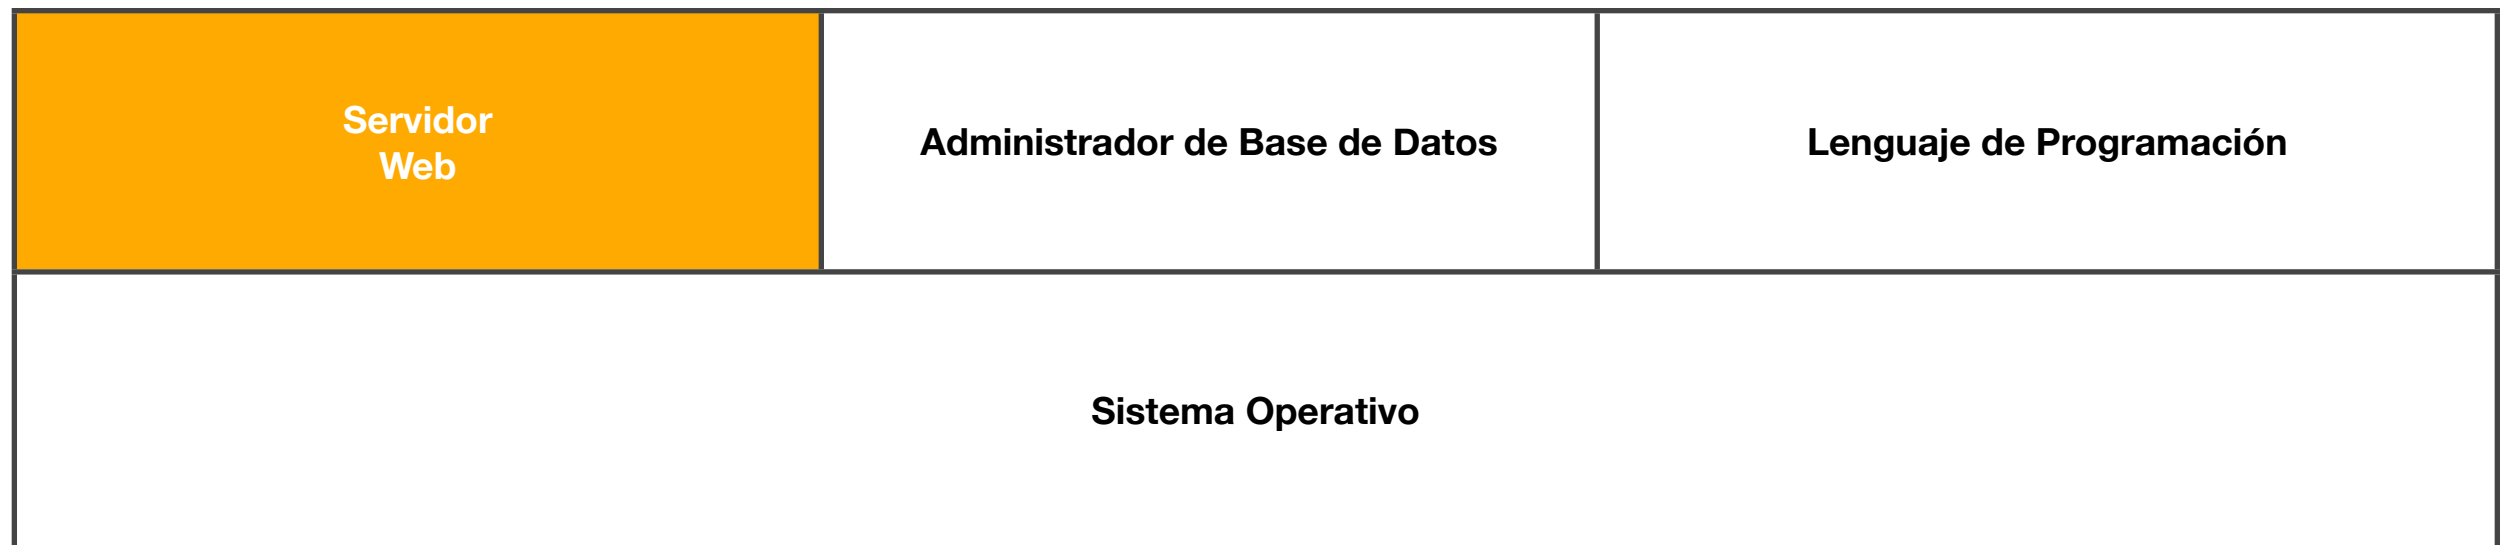 Servidor
Web
Administrador de Base de Datos
Lenguaje de Programación
Sistema Operativo